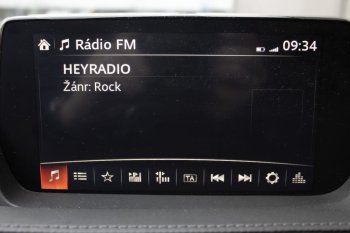 Rádio FM 09:34
HEYRADIO
Žánr: Rock
TA